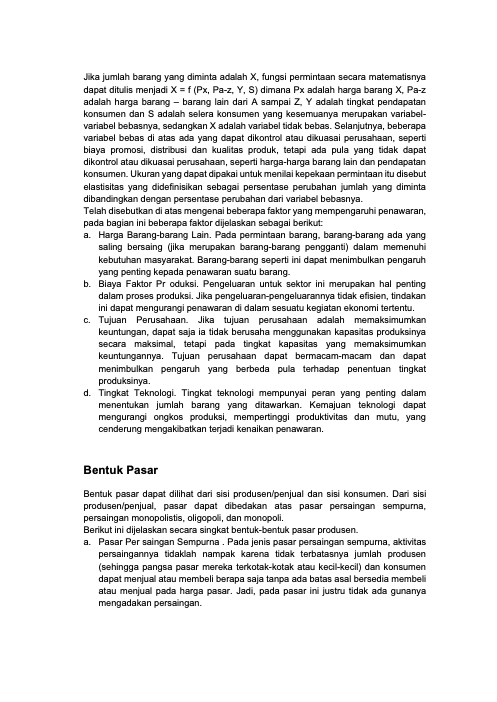 Jika jumlah barang yang diminta adalah X, fungsi permintaan secara matematisnya
dapat ditulis menjadi X = f (Px, Pa-z, Y, S) dimana Px adalah harga barang X, Pa-z
adalah harga barang – barang lain dari A sampai Z, Y adalah tingkat pendapatan
konsumen dan S adalah selera konsumen yang kesemuanya merupakan variabel-
variabel bebasnya, sedangkan X adalah variabel tidak bebas. Selanjutnya, beberapa
variabel bebas di atas ada yang dapat dikontrol atau dikuasai perusahaan, seperti
biaya promosi, distribusi dan kualitas produk, tetapi ada pula yang tidak dapat
dikontrol atau dikuasai perusahaan, seperti harga-harga barang lain dan pendapatan
konsumen. Ukuran yang dapat dipakai untuk menilai kepekaan permintaan itu disebut
elastisitas yang didefinisikan sebagai persentase perubahan jumlah yang diminta
dibandingkan dengan persentase perubahan dari variabel bebasnya.
Telah disebutkan di atas mengenai beberapa faktor yang mempengaruhi penawaran,
pada bagian ini beberapa faktor dijelaskan sebagai berikut:
a. Harga Barang-barang Lain. Pada permintaan barang, barang-barang ada yang
saling bersaing (jika merupakan barang-barang pengganti) dalam memenuhi
kebutuhan masyarakat. Barang-barang seperti ini dapat menimbulkan pengaruh
yang penting kepada penawaran suatu barang.
b. Biaya Faktor Pr oduksi. Pengeluaran untuk sektor ini merupakan hal penting
dalam proses produksi. Jika pengeluaran-pengeluarannya tidak efisien, tindakan
ini dapat mengurangi penawaran di dalam sesuatu kegiatan ekonomi tertentu.
c. Tujuan Perusahaan. Jika tujuan perusahaan adalah memaksimumkan
keuntungan, dapat saja ia tidak berusaha menggunakan kapasitas produksinya
secara maksimal, tetapi pada tingkat kapasitas yang memaksimumkan
keuntungannya. Tujuan perusahaan dapat bermacam-macam dan dapat
menimbulkan pengaruh yang berbeda pula terhadap penentuan tingkat
produksinya.
d. Tingkat Teknologi. Tingkat teknologi mempunyai peran yang penting dalam
menentukan jumlah barang yang ditawarkan. Kemajuan teknologi dapat
mengurangi ongkos produksi, mempertinggi produktivitas dan mutu, yang
cenderung mengakibatkan terjadi kenaikan penawaran.
Bentuk Pasar
Bentuk pasar dapat dilihat dari sisi produsen/penjual dan sisi konsumen. Dari sisi
produsen/penjual, pasar dapat dibedakan atas pasar persaingan sempurna,
persaingan monopolistis, oligopoli, dan monopoli.
Berikut ini dijelaskan secara singkat bentuk-bentuk pasar produsen.
a. Pasar Per saingan Sempurna . Pada jenis pasar persaingan sempurna, aktivitas
persaingannya tidaklah nampak karena tidak terbatasnya jumlah produsen
(sehingga pangsa pasar mereka terkotak-kotak atau kecil-kecil) dan konsumen
dapat menjual atau membeli berapa saja tanpa ada batas asal bersedia membeli
atau menjual pada harga pasar. Jadi, pada pasar ini justru tidak ada gunanya
mengadakan persaingan.